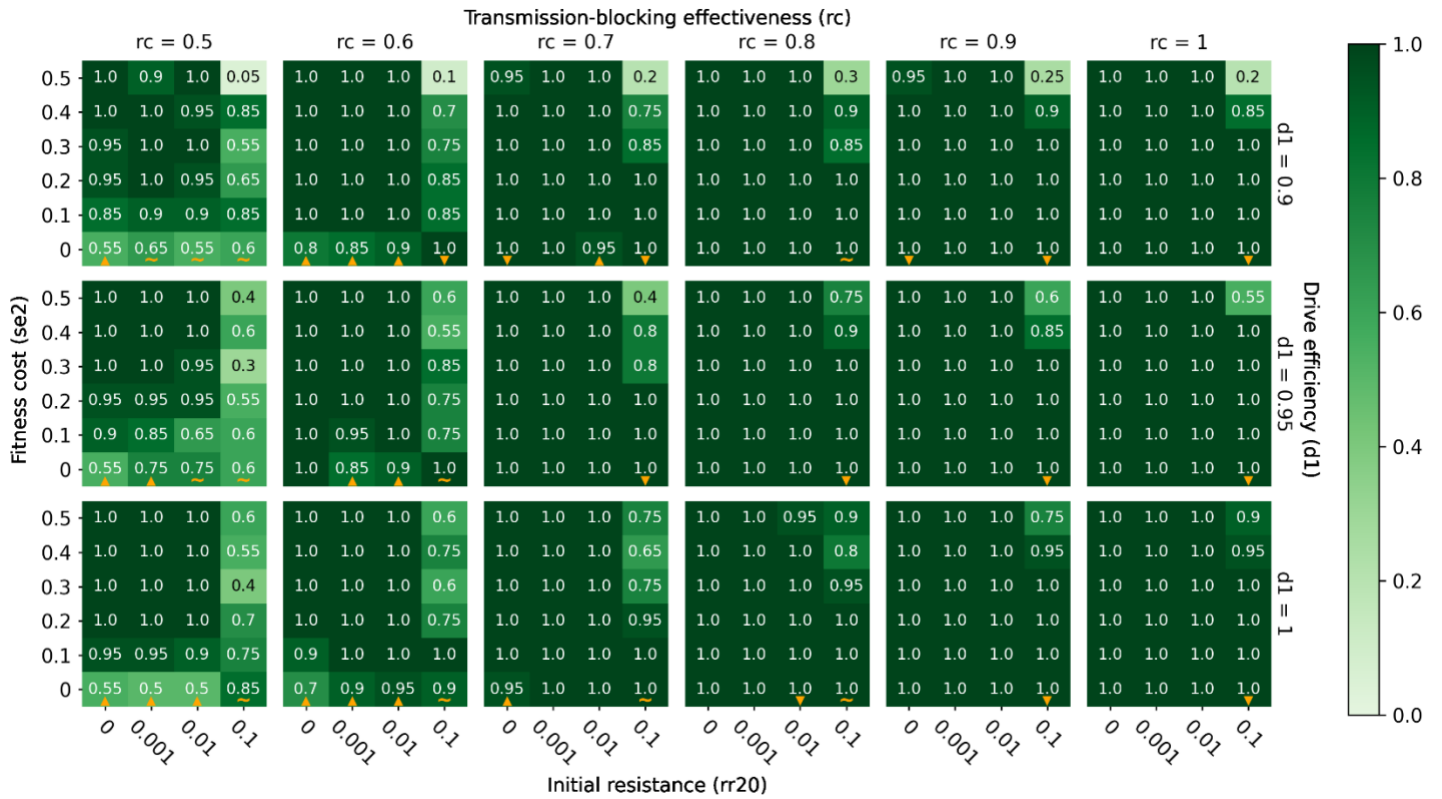 Transmission-blocking effectiveness (rc)
rc = 0.5 rc = 0.6 rc = 0.7 rc = 0.8 rc = 0.9 rc = 1
0.5 1.0 0.9 1.0 0.05 1.0 1.0 1.0 0.1 0.95 1.0 1.0 0.2 1.0 1.0 1.0 0.3 0.95 1.0 1.0 0.25 1.0 1.0 1.0 0.2
0.4 1.0 1.0 0.95 0.85 1.0 1.0 1.0 0.7 1.0 1.0 1.0 0.75 1.0 1.0 1.0 0.9 1.0 1.0 1.0 0.9 1.0 1.0 1.0 0.85
0.3 0.95 1.0 1.0 0.55 1.0 1.0 1.0 0.75 1.0 1.0 1.0 0.85 1.0 1.0 1.0 0.85 1.0 1.0 1.0 1.0 1.0 1.0 1.0 1.0
0.2 0.95 1.0 0.95 0.65 1.0 1.0 1.0 0.85 1.0 1.0 1.0 1.0 1.0 1.0 1.0 1.0 1.0 1.0 1.0 1.0 1.0 1.0 1.0 1.0
0.1 0.85 0.9 0.9 0.85 1.0 1.0 1.0 0.85 1.0 1.0 1.0 1.0 1.0 1.0 1.0 1.0 1.0 1.0 1.0 1.0 1.0 1.0 1.0 1.0
0 0.55 0.65 0.55 0.6 0.8 0.85 0.9 1.0 1.0 1.0 0.95 1.0 1.0 1.0 1.0 1.0 1.0 1.0 1.0 1.0 1.0 1.0 1.0 1.0
▲ ~ ~ ~ ▲ ▲ ▲ ▼ ▼ ▲ ▼ ~ ▼ ▼ ▼
d1 = 0.9
0.5 1.0 1.0 1.0 0.4 1.0 1.0 1.0 0.6 1.0 1.0 1.0 0.4 1.0 1.0 1.0 0.75 1.0 1.0 1.0 0.6 1.0 1.0 1.0 0.55
0.4 1.0 1.0 1.0 0.6 1.0 1.0 1.0 0.55 1.0 1.0 1.0 0.8 1.0 1.0 1.0 0.9 1.0 1.0 1.0 0.85 1.0 1.0 1.0 1.0
0.3 1.0 1.0 0.95 0.3 1.0 1.0 1.0 0.85 1.0 1.0 1.0 0.8 1.0 1.0 1.0 1.0 1.0 1.0 1.0 1.0 1.0 1.0 1.0 1.0
0.2 0.95 0.95 0.95 0.55 1.0 1.0 1.0 0.75 1.0 1.0 1.0 1.0 1.0 1.0 1.0 1.0 1.0 1.0 1.0 1.0 1.0 1.0 1.0 1.0
0.1 0.9 0.85 0.65 0.6 1.0 0.95 1.0 0.75 1.0 1.0 1.0 1.0 1.0 1.0 1.0 1.0 1.0 1.0 1.0 1.0 1.0 1.0 1.0 1.0
0 0.55 0.75 0.75 0.6 1.0 0.85 0.9 1.0 1.0 1.0 1.0 1.0 1.0 1.0 1.0 1.0 1.0 1.0 1.0 1.0 1.0 1.0 1.0 1.0
▲ ▲ ~ ~ ▲ ▲ ~ ▼ ▼ ▼ ▼
d1 = 0.95
0.5 1.0 1.0 1.0 0.6 1.0 1.0 1.0 0.6 1.0 1.0 1.0 0.75 1.0 1.0 0.95 0.9 1.0 1.0 1.0 0.75 1.0 1.0 1.0 0.9
0.4 1.0 1.0 1.0 0.55 1.0 1.0 1.0 0.75 1.0 1.0 1.0 0.65 1.0 1.0 1.0 0.8 1.0 1.0 1.0 0.95 1.0 1.0 1.0 0.95
0.3 1.0 1.0 1.0 0.4 1.0 1.0 1.0 0.6 1.0 1.0 1.0 0.75 1.0 1.0 1.0 0.95 1.0 1.0 1.0 1.0 1.0 1.0 1.0 1.0
0.2 1.0 1.0 1.0 0.7 1.0 1.0 1.0 0.75 1.0 1.0 1.0 0.95 1.0 1.0 1.0 1.0 1.0 1.0 1.0 1.0 1.0 1.0 1.0 1.0
0.1 0.95 0.95 0.9 0.75 0.9 1.0 1.0 1.0 1.0 1.0 1.0 1.0 1.0 1.0 1.0 1.0 1.0 1.0 1.0 1.0 1.0 1.0 1.0 1.0
0 0.55 0.5 0.5 0.85 0.7 0.9 0.95 0.9 0.95 1.0 1.0 1.0 1.0 1.0 1.0 1.0 1.0 1.0 1.0 1.0 1.0 1.0 1.0 1.0
▲ ▲ ▲ ~ ▲ ▲ ▲ ~ ▲ ~ ▼ ~ ▼ ▼
d1 = 1
0 0.001 0.01 0.1 0 0.001 0.01 0.1 0 0.001 0.01 0.1 0 0.001 0.01 0.1 0 0.001 0.01 0.1 0 0.001 0.01 0.1
Initial resistance (rr20)
Fitness cost (se2)
Drive efficiency (d1)
1.0
0.8
0.6
0.4
0.2
0.0